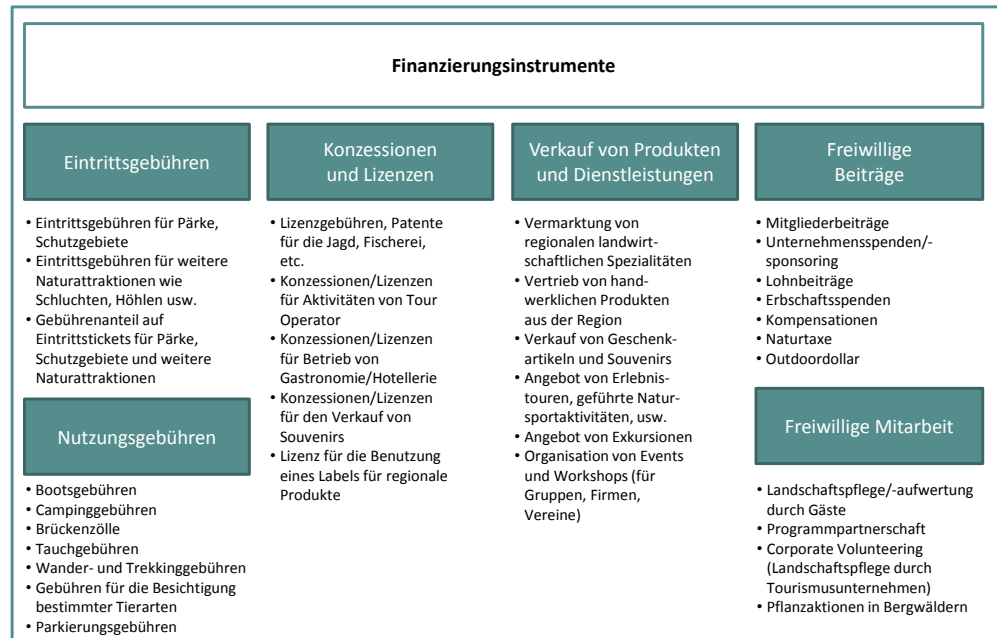 Finanzierungsinstrumente
Eintrittsgebühren
• Eintrittsgebühren für Pärke,
Schutzgebiete
• Eintrittsgebühren für weitere
Naturattraktionen wie
Schluchten, Höhlen usw.
• Gebührenanteil auf
Eintrittstickets für Pärke,
Schutzgebiete und weitere
Naturattraktionen
Nutzungsgebühren
• Bootsgebühren
• Campinggebühren
• Brückenzölle
• Tauchgebühren
• Wander- und Trekkinggebühren
• Gebühren für die Besichtigung
bestimmter Tierarten
• Parkierungsgebühren
Konzessionen
und Lizenzen
• Lizenzgebühren, Patente
für die Jagd, Fischerei,
etc.
• Konzessionen/Lizenzen
für Aktivitäten von Tour
Operator
• Konzessionen/Lizenzen
für Betrieb von
Gastronomie/Hotellerie
• Konzessionen/Lizenzen
für den Verkauf von
Souvenirs
• Lizenz für die Benutzung
eines Labels für regionale
Produkte
Verkauf von Produkten
und Dienstleistungen
• Vermarktung von
regionalen landwirt-
schaftlichen Spezialitäten
• Vertrieb von hand-
werklichen Produkten
aus der Region
• Verkauf von Geschenk-
artikeln und Souvenirs
• Angebot von Erlebnis-
touren, geführte Natur-
sportaktivitäten, usw.
• Angebot von Exkursionen
• Organisation von Events
und Workshops (für
Gruppen, Firmen,
Vereine)
Freiwillige
Beiträge
• Mitgliederbeiträge
• Unternehmensspenden/-
sponsoring
• Lohnbeiträge
• Erbschaftsspenden
• Kompensationen
• Naturtaxe
• Outdoordollar
Freiwillige Mitarbeit
• Landschaftspflege/-aufwertung
durch Gäste
• Programmpartnerschaft
• Corporate Volunteering
(Landschaftspflege durch
Tourismusunternehmen)
• Pflanzaktionen in Bergwäldern